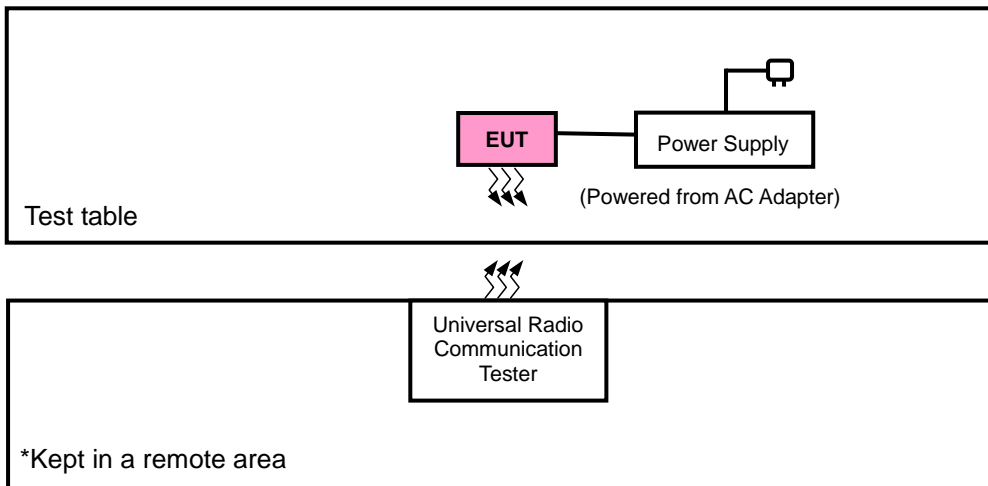 EUT
Power Supply
(Powered from AC Adapter)
Test table
Universal Radio
Communication
Tester
*Kept in a remote area